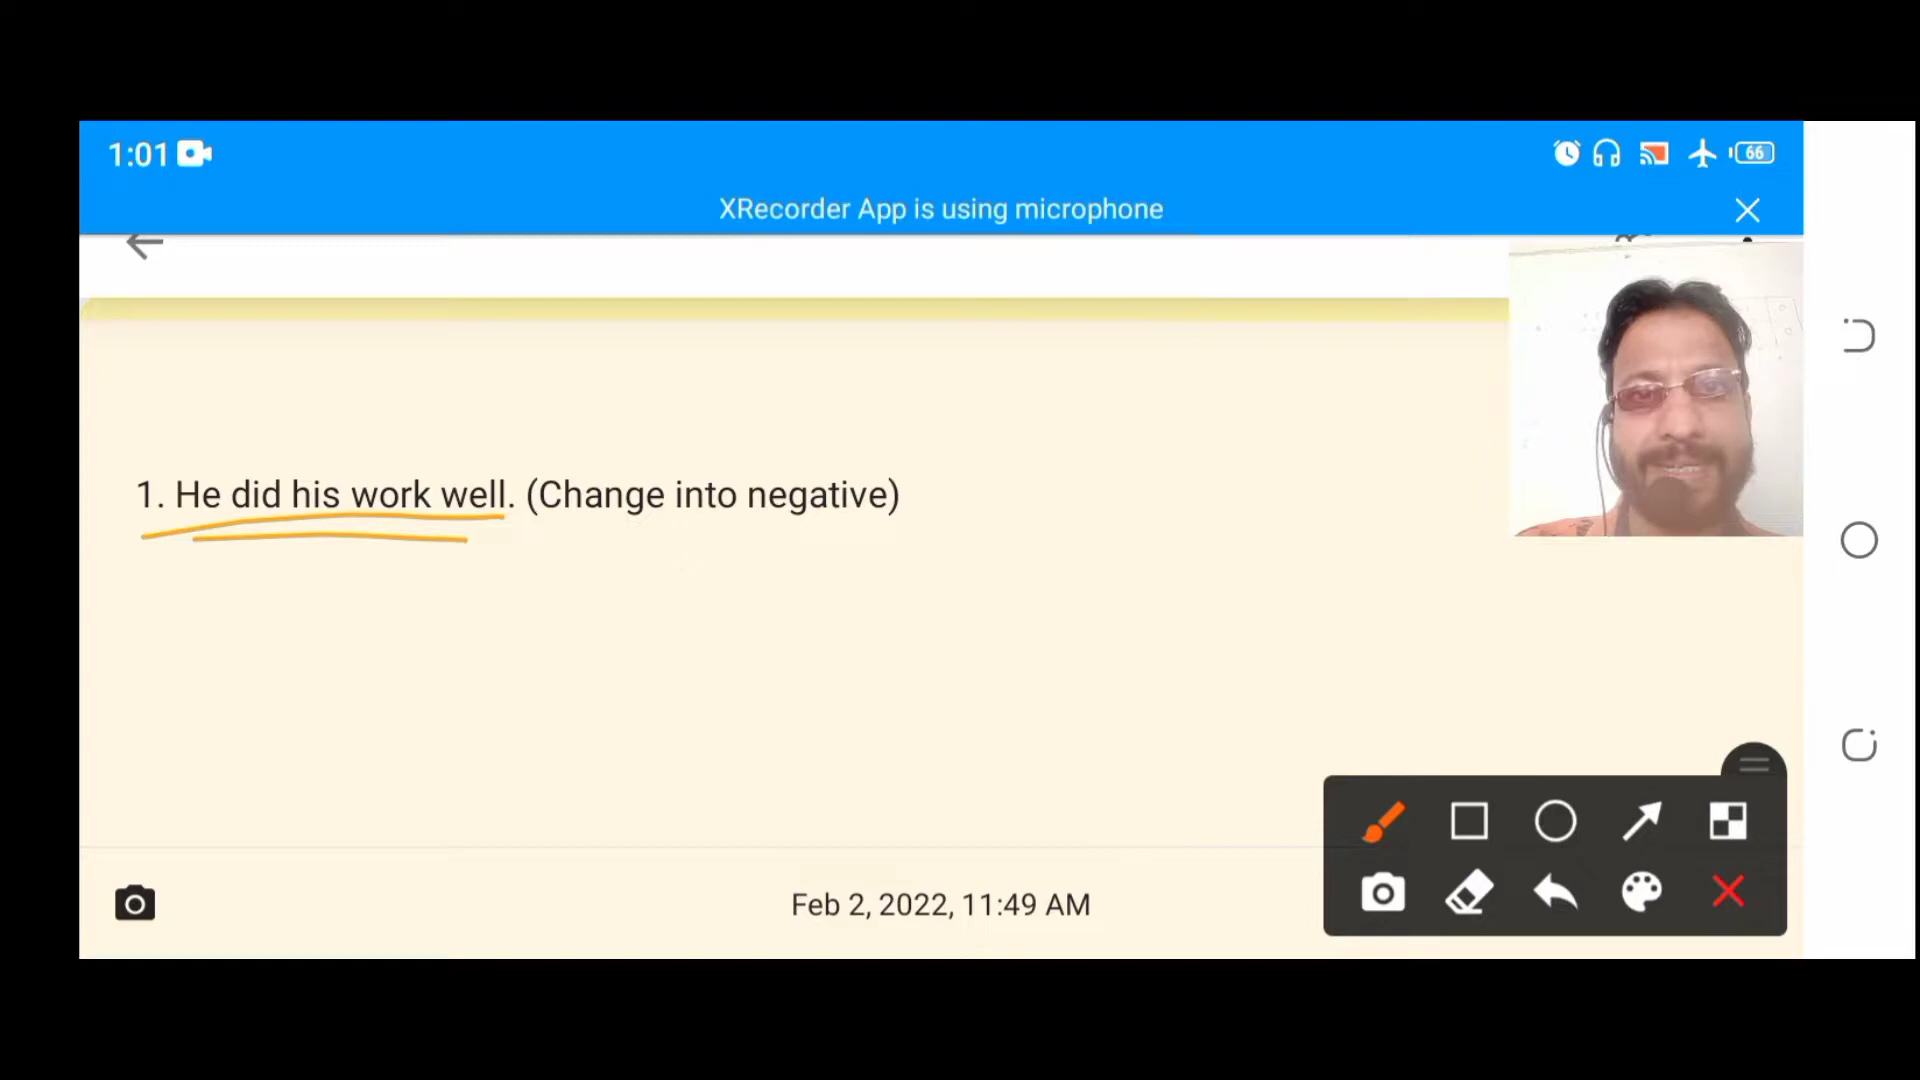 1:01
66
XRecorder App is using microphone
1. He did his work well. (Change into negative)
Feb 2, 2022, 11:49 AM